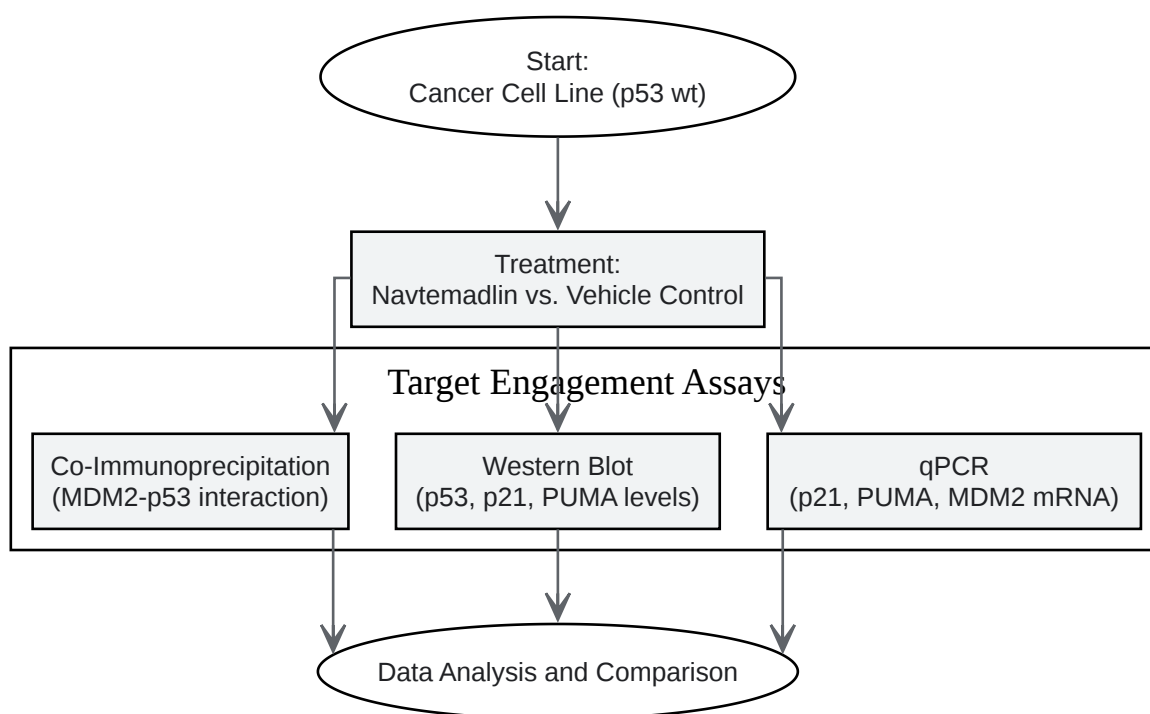 Start:
Cancer Cell Line (p53 wt)
Treatment:
Navtemadlin vs. Vehicle Control
Target Engagement Assays
Co-Immunoprecipitation
(MDM2-p53 interaction)
Western Blot
(p53, p21, PUMA levels)
qPCR
(p21, PUMA, MDM2 mRNA)
Data Analysis and Comparison